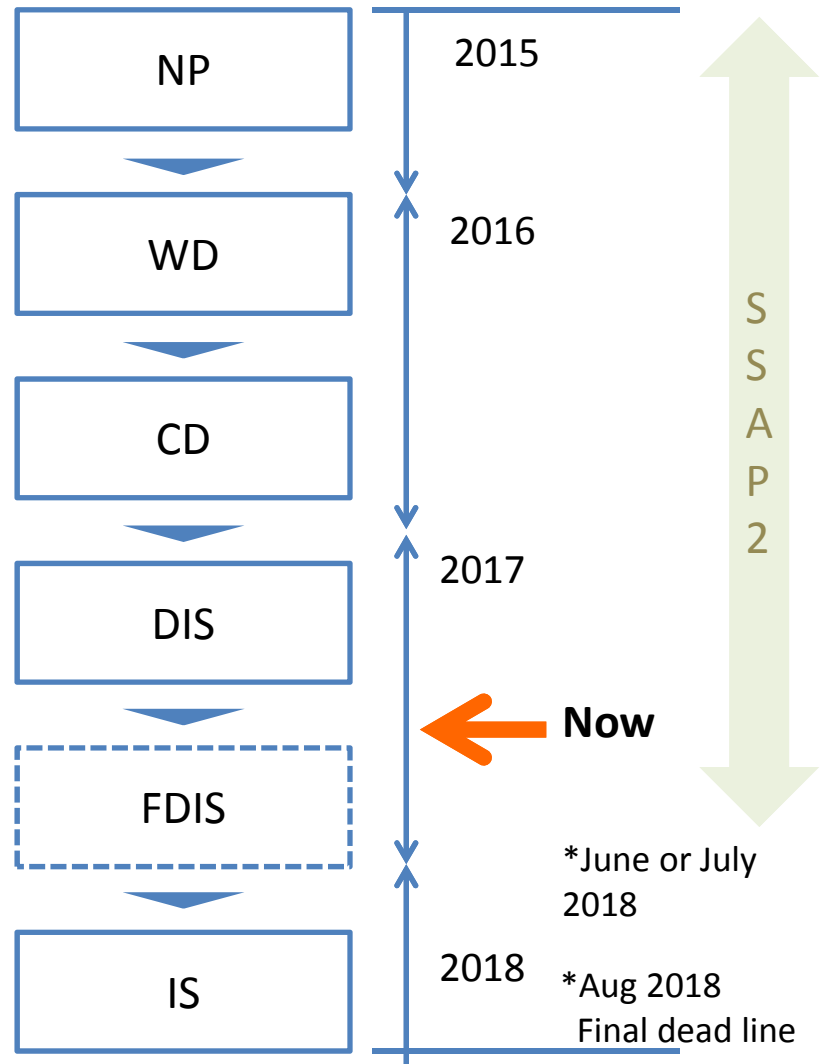 NP
2015
WD
2016
S
S
A
P
2
CD
2017
DIS
Now
FDIS
*June or July
2018
2018
*Aug 2018
Final dead line
IS